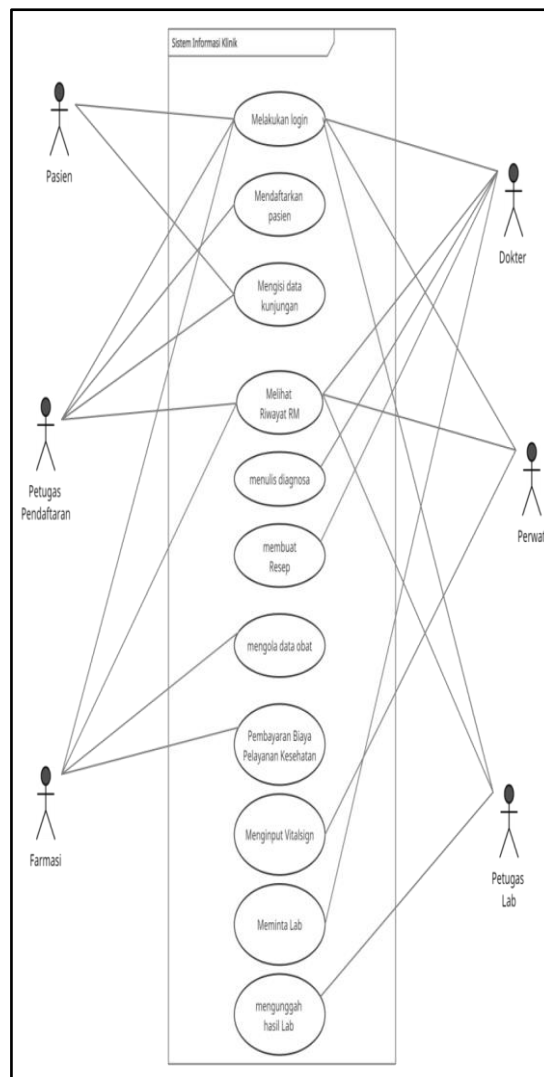 Sistem Informasi Klinik
Melakukan login
Pasien
Mendaftarkan
pasien
Dokter
Mengisi data
kunjungan
Melihat
Riwayat RM
Petugas
Pendaftaran
menulis diagnosa
Perwat
membuat
Resep
mengola data obat
Pembayaran Biaya
Pelayanan Kesehatan
Farmasi
Menginput Vitalsign
Petugas
Lab
Meminta Lab
mengunggah
hasil Lab